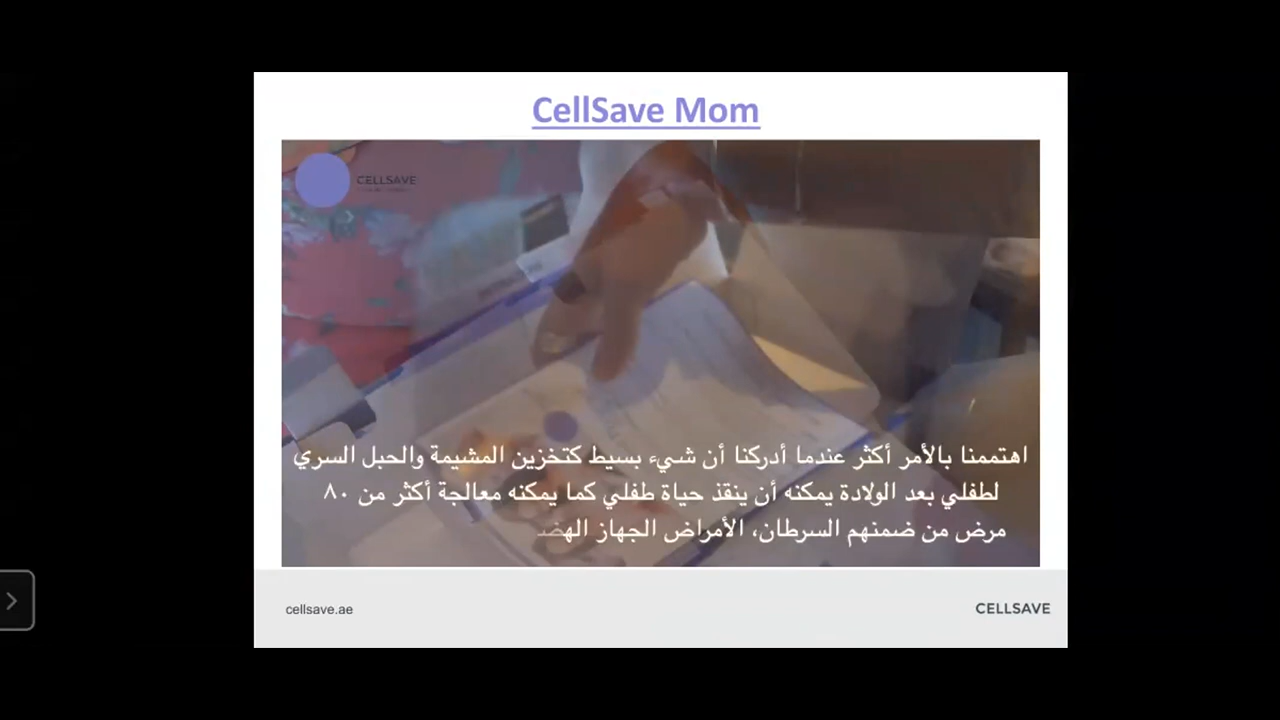 CellSave Mom
CELLSAVE
اهتممنا بالأمر أكثر عندما أدركنا أن شيء بسيط كتخزين المشيمة والحبل السري
لطفلي بعد الولادة يمكنه أن ينقذ حياة طفلي كما يمكنه معالجة أكثر من ٨٠
مرض من ضمنهم السرطان، الأمراض الجهاز الهضـ
cellsave.ae
CELLSAVE